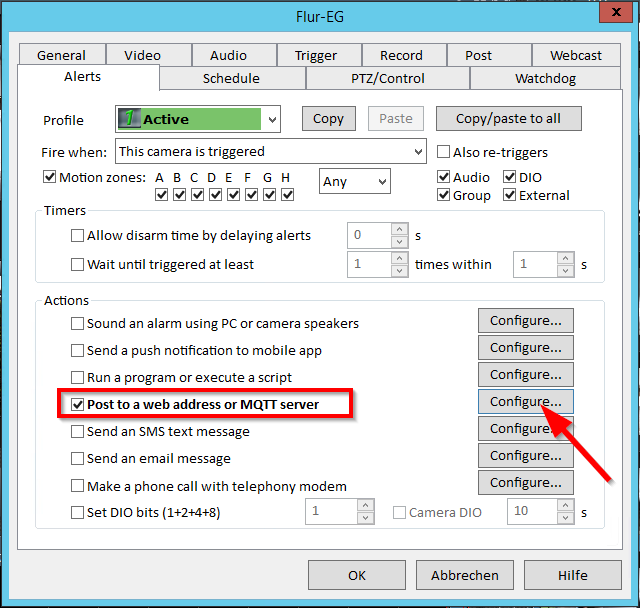 Flur-EG
X
General Video Audio Trigger Record Post Webcast
Alerts Schedule PTZ/Control Watchdog
Profile 1 Active Copy Paste Copy/paste to all
Fire when: This camera is triggered Also re-triggers
Motion zones: A B C D E F G H Any Audio DIO
Group External
Timers
Allow disarm time by delaying alerts 0 s
Wait until triggered at least 1 times within 1 s
Actions
Sound an alarm using PC or camera speakers Configure...
Send a push notification to mobile app Configure...
Run a program or execute a script Configure...
Post to a web address or MQTT server Configure...
Send an SMS text message Configure...
Send an email message Configure...
Make a phone call with telephony modem Configure...
Set DIO bits (1+2+4+8) 1 Camera DIO 10 s
OK Abbrechen Hilfe